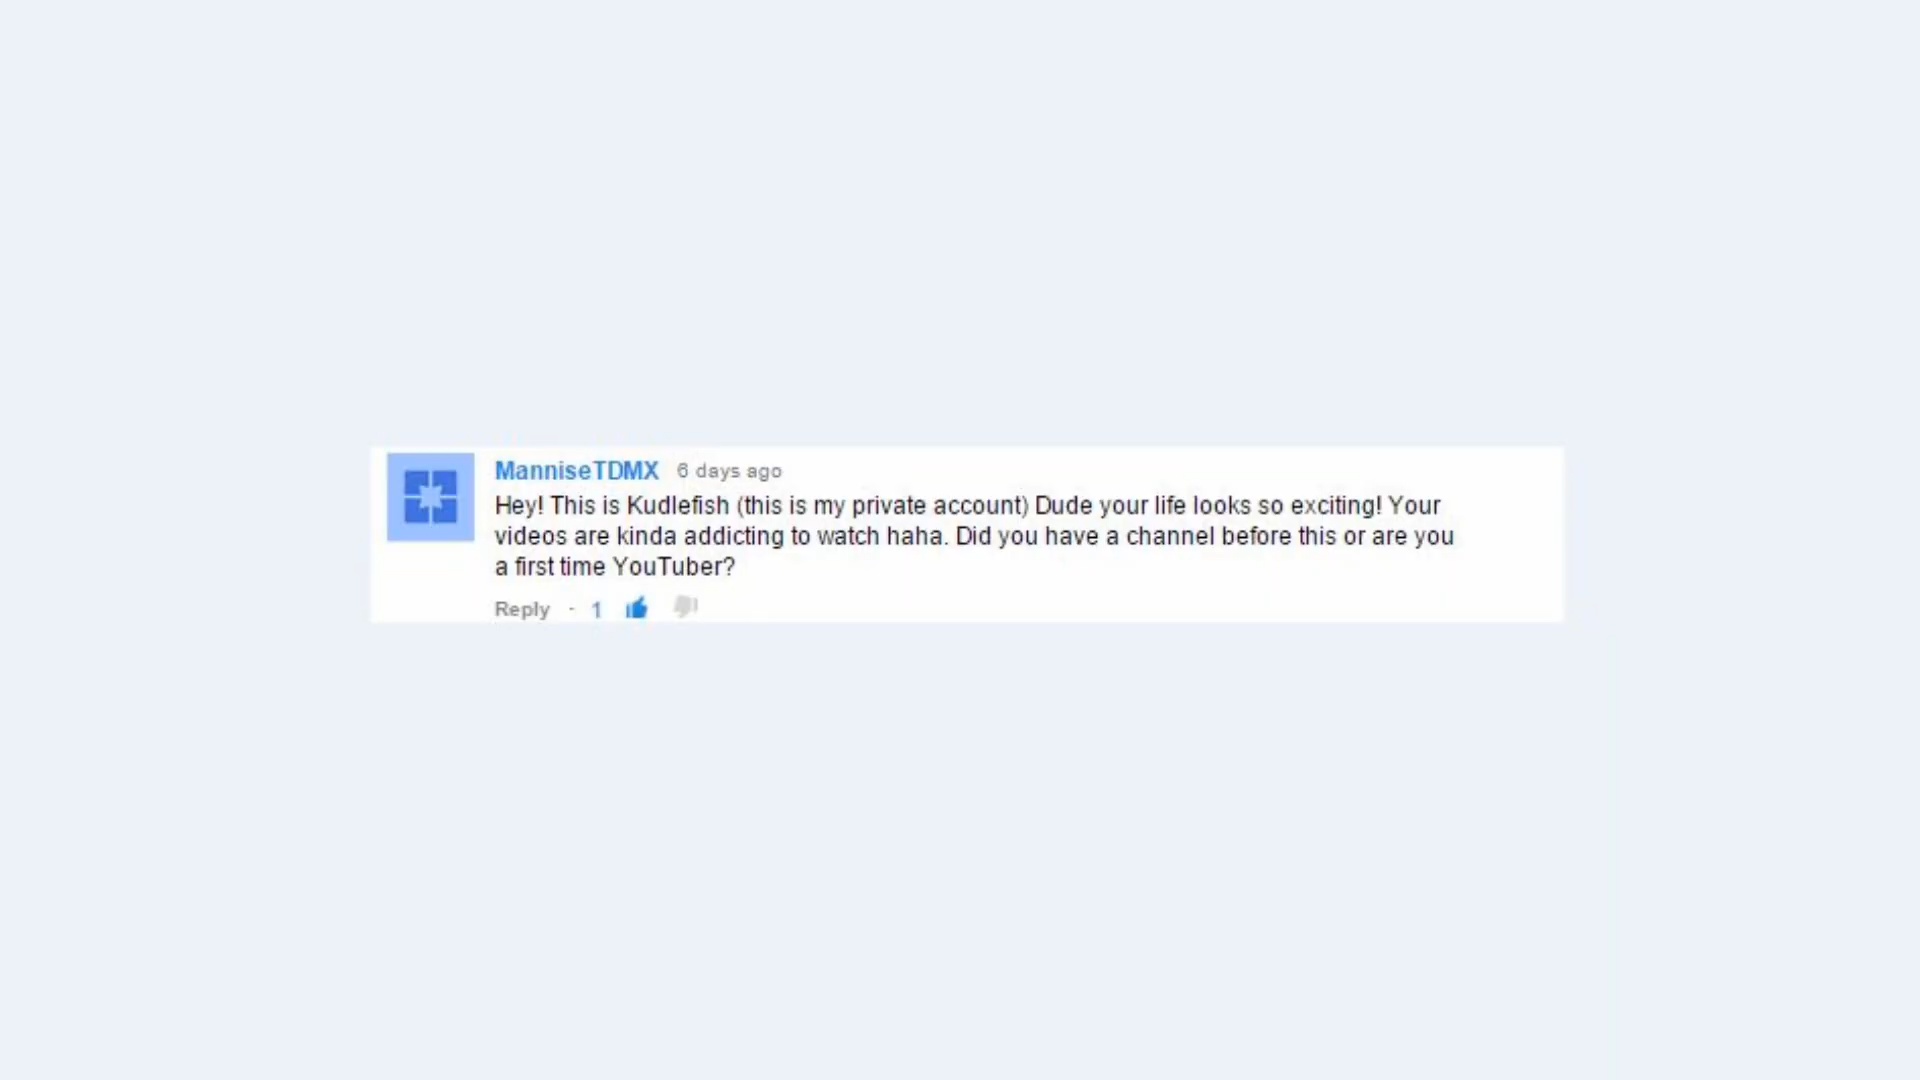 ManniseTDMX 6 days ago
Hey! This is Kudlefish (this is my private account) Dude your life looks so exciting! Your
videos are kinda addicting to watch haha. Did you have a channel before this or are you
a first time YouTuber?
Reply · 1